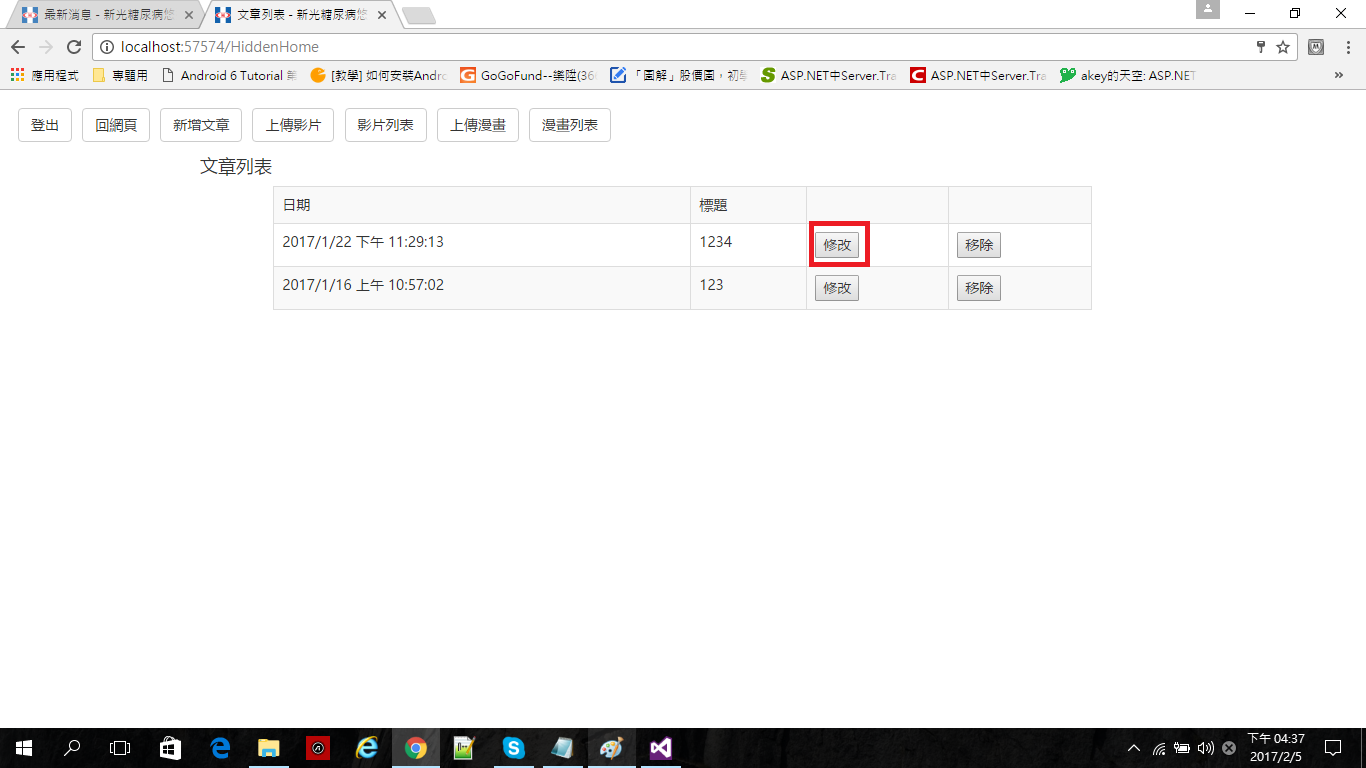 最新消息 - 新光糖尿病悠
文章列表 - 新光糖尿病悠
localhost:57574/HiddenHome
應用程式 專題用 Android 6 Tutorial [教學] 如何安裝Andro GoGoFund--樂陞(36 「圖解」股價圖，初學 ASP.NET中Server.Tra ASP.NET中Server.Tra akey的天空: ASP.NET
登出 回網頁 新增文章 上傳影片 影片列表 上傳漫畫 漫畫列表
文章列表
日期 標題
2017/1/22 下午 11:29:13 1234 修改 移除
2017/1/16 上午 10:57:02 123 修改 移除
下午 04:37
2017/2/5